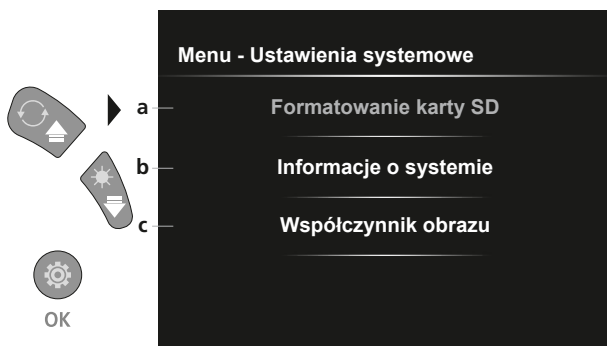 Menu - Ustawienia systemowe
a Formatowanie karty SD
b Informacje o systemie
c Współczynnik obrazu
OK